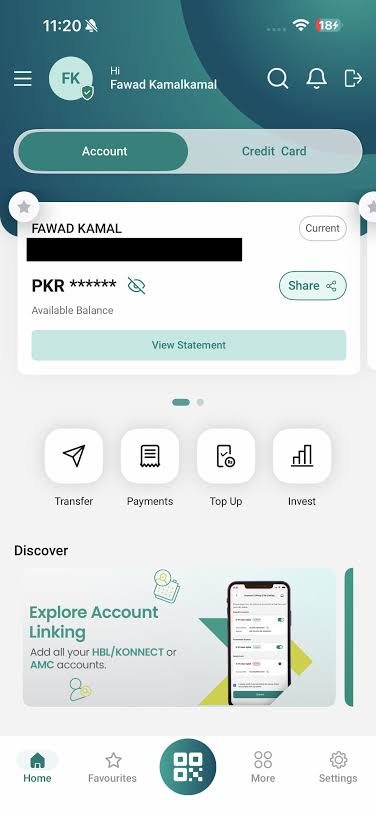 11:20
18
FK
Hi
Fawad Kamalkamal
Account
Credit Card
FAWAD KAMAL
Current
PKR ******
Share
Available Balance
View Statement
Transfer
Payments
Top Up
Invest
Discover
Explore Account
Linking
Add all your HBL/KONNECT or
AMC accounts.
Home
Favourites
More
Settings